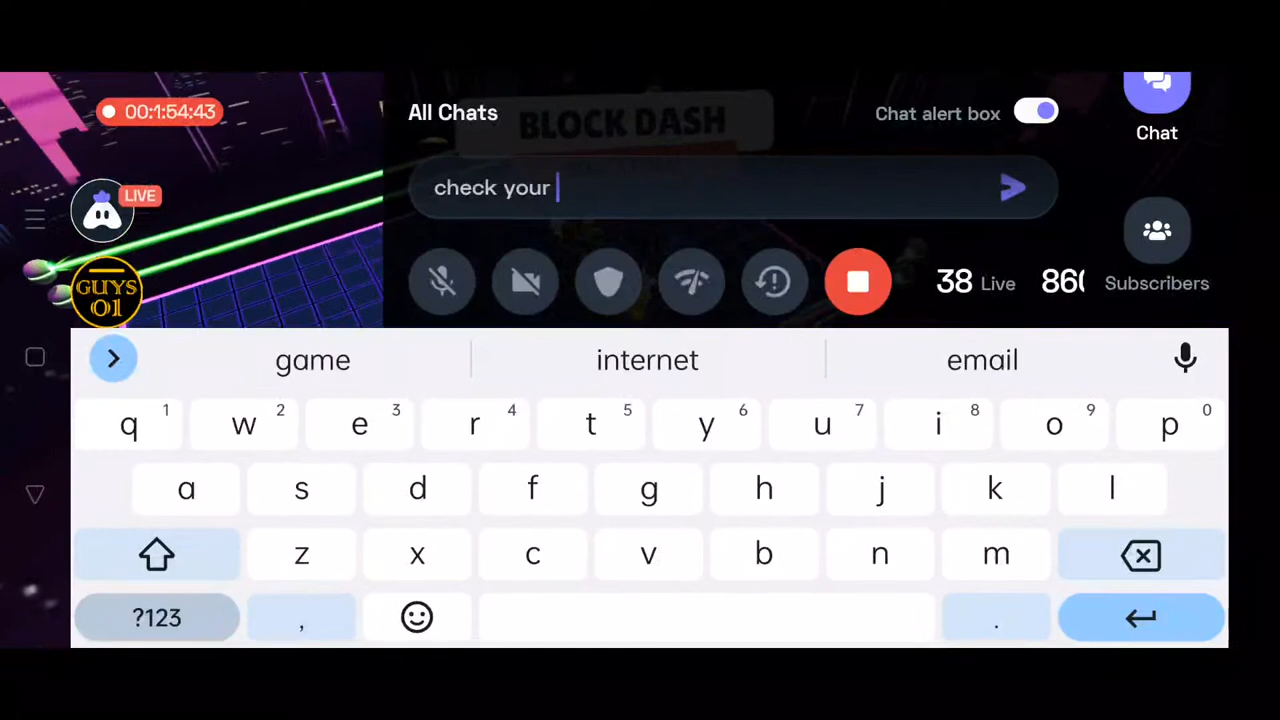 00:1:54:43
All Chats
BLOCK DASH
Chat alert box
Chat
LIVE
check your
GUYS
01
38 Live
Subscribers
game internet email
q 1 w 2 e 3 r 4 t 5 y 6 u 7 i 8 o 9 p 0
a s d f g h j k l
z x c v b n m
?123 , .